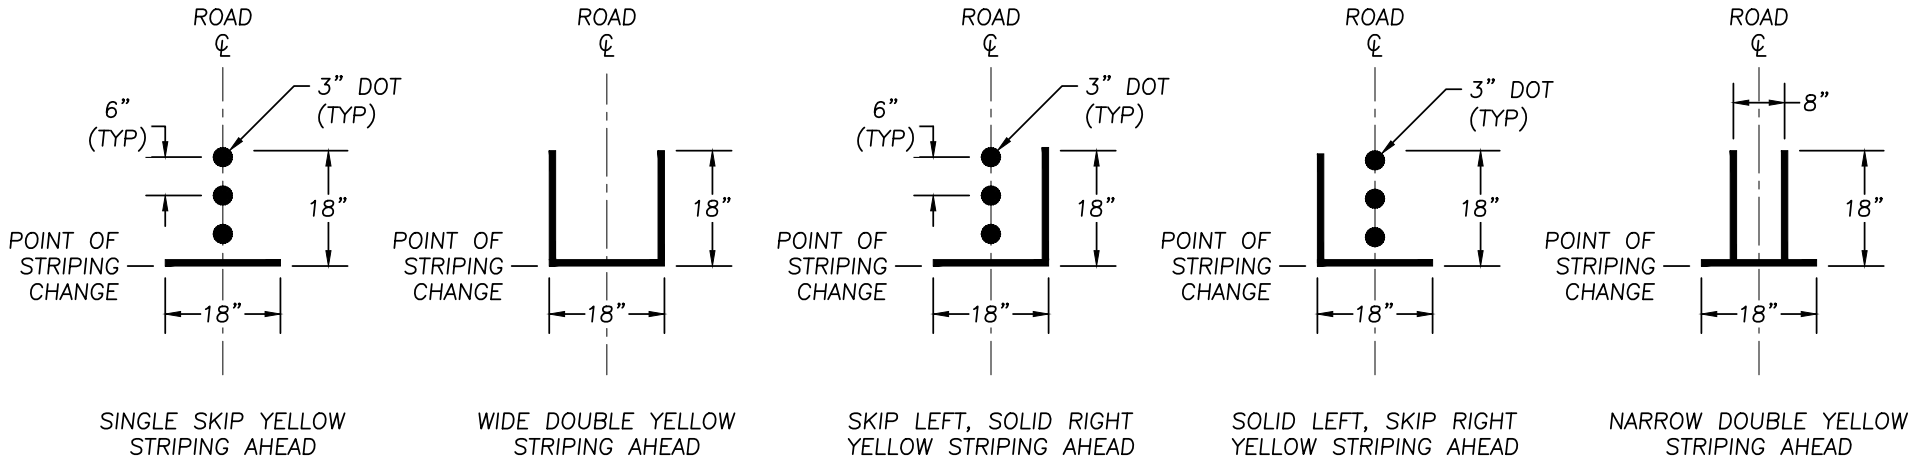 ROAD
℄
3” DOT
(TYP)
6”
(TYP)
18”
POINT OF
STRIPING
CHANGE
18”
SINGLE SKIP YELLOW
STRIPING AHEAD
ROAD
℄
18”
POINT OF
STRIPING
CHANGE
18”
WIDE DOUBLE YELLOW
STRIPING AHEAD
ROAD
℄
3” DOT
(TYP)
6”
(TYP)
18”
POINT OF
STRIPING
CHANGE
18”
SKIP LEFT, SOLID RIGHT
YELLOW STRIPING AHEAD
ROAD
℄
3” DOT
(TYP)
18”
POINT OF
STRIPING
CHANGE
18”
SOLID LEFT, SKIP RIGHT
YELLOW STRIPING AHEAD
ROAD
℄
8”
18”
POINT OF
STRIPING
CHANGE
18”
NARROW DOUBLE YELLOW
STRIPING AHEAD